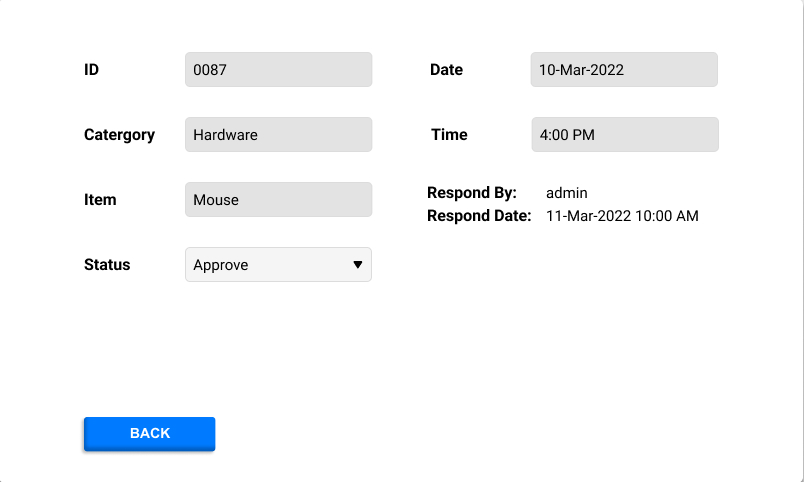 ID 0087 Date 10-Mar-2022
Catergory Hardware Time 4:00 PM
Item Mouse Respond By: admin
Respond Date: 11-Mar-2022 10:00 AM
Status Approve
BACK